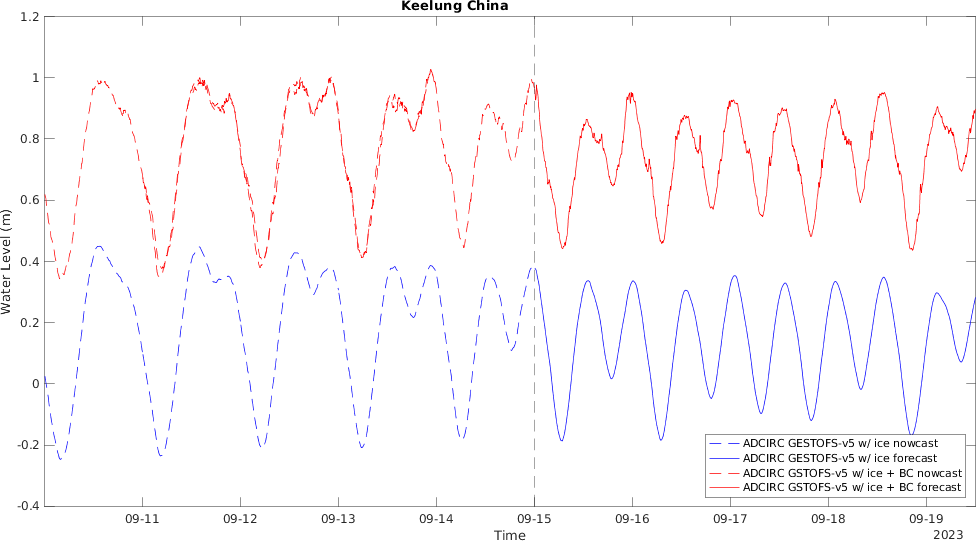 Keelung China
1.2
1
0.8
0.6
0.4
0.2
0
-0.2
-0.4
Water Level (m)
09-11 09-12 09-13 09-14 09-15 09-16 09-17 09-18 09-19
Time
2023
ADCIRC GESTOFS-v5 w/ ice nowcast
ADCIRC GESTOFS-v5 w/ ice forecast
ADCIRC GSTOFS-v5 w/ ice + BC nowcast
ADCIRC GSTOFS-v5 w/ ice + BC forecast